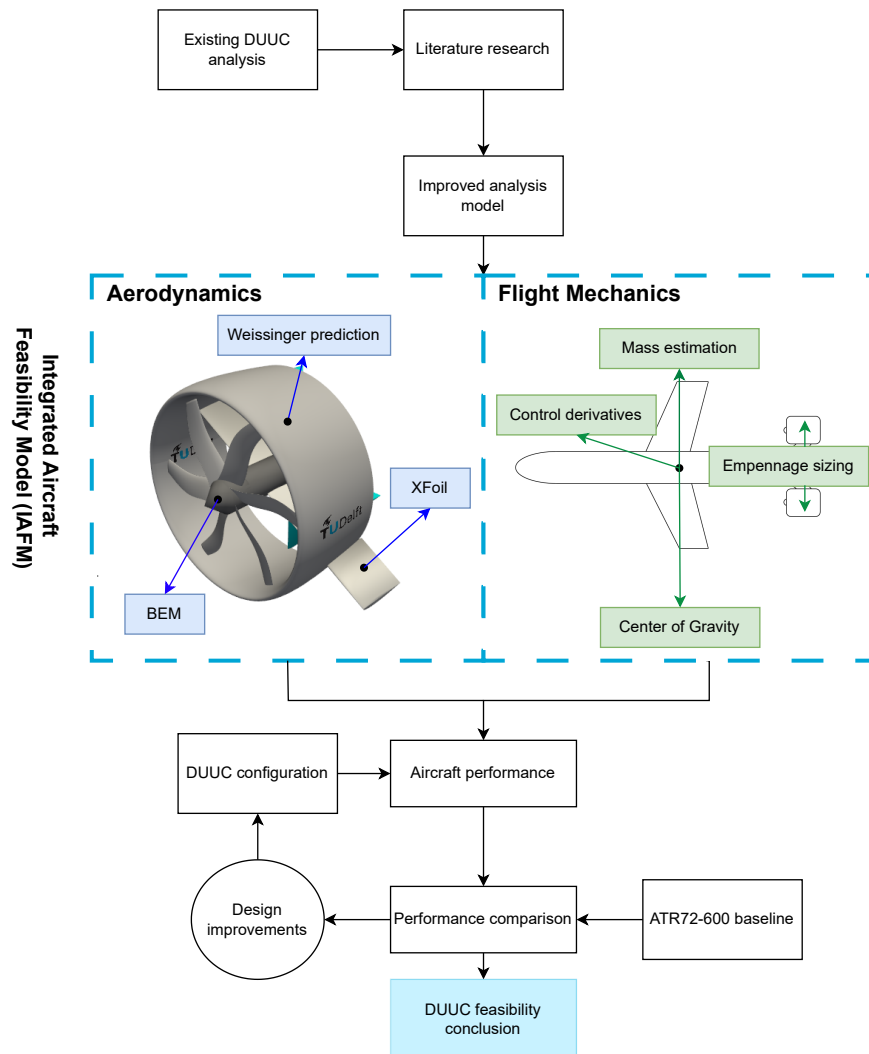 Existing DUUC
analysis
Literature research
Improved analysis
model
Integrated Aircraft
Feasibility Model (IAFM)
Aerodynamics
Weissinger prediction
TU
TUDelft
XFoil
BEM
Flight Mechanics
Mass estimation
Control derivatives
Empennage sizing
Center of Gravity
DUUC configuration
Aircraft performance
Design
improvements
Performance comparison
ATR72-600 baseline
DUUC feasibility
conclusion